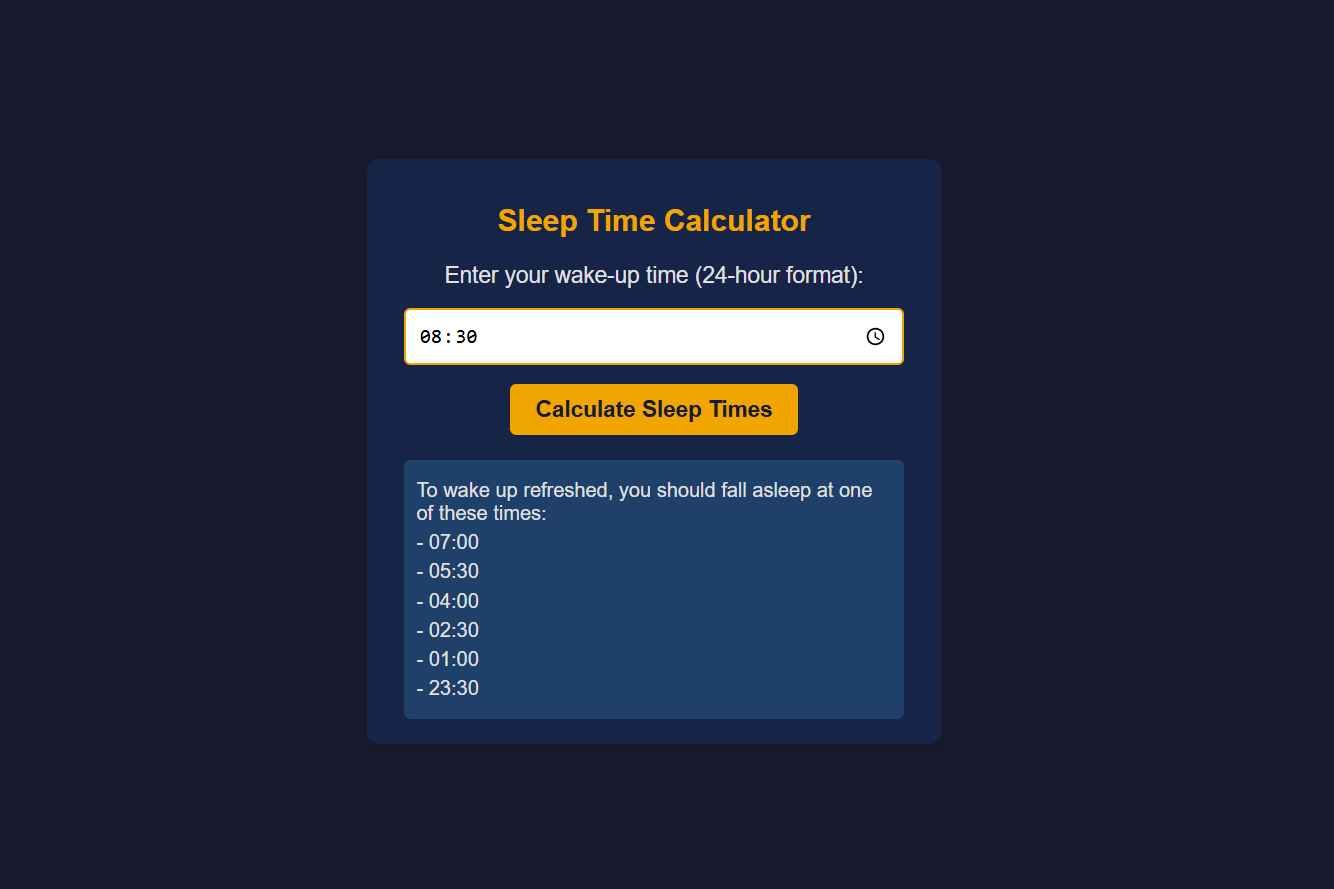 Sleep Time Calculator
Enter your wake-up time (24-hour format):
08:30
Calculate Sleep Times
To wake up refreshed, you should fall asleep at one
of these times:
- 07:00
- 05:30
- 04:00
- 02:30
- 01:00
- 23:30